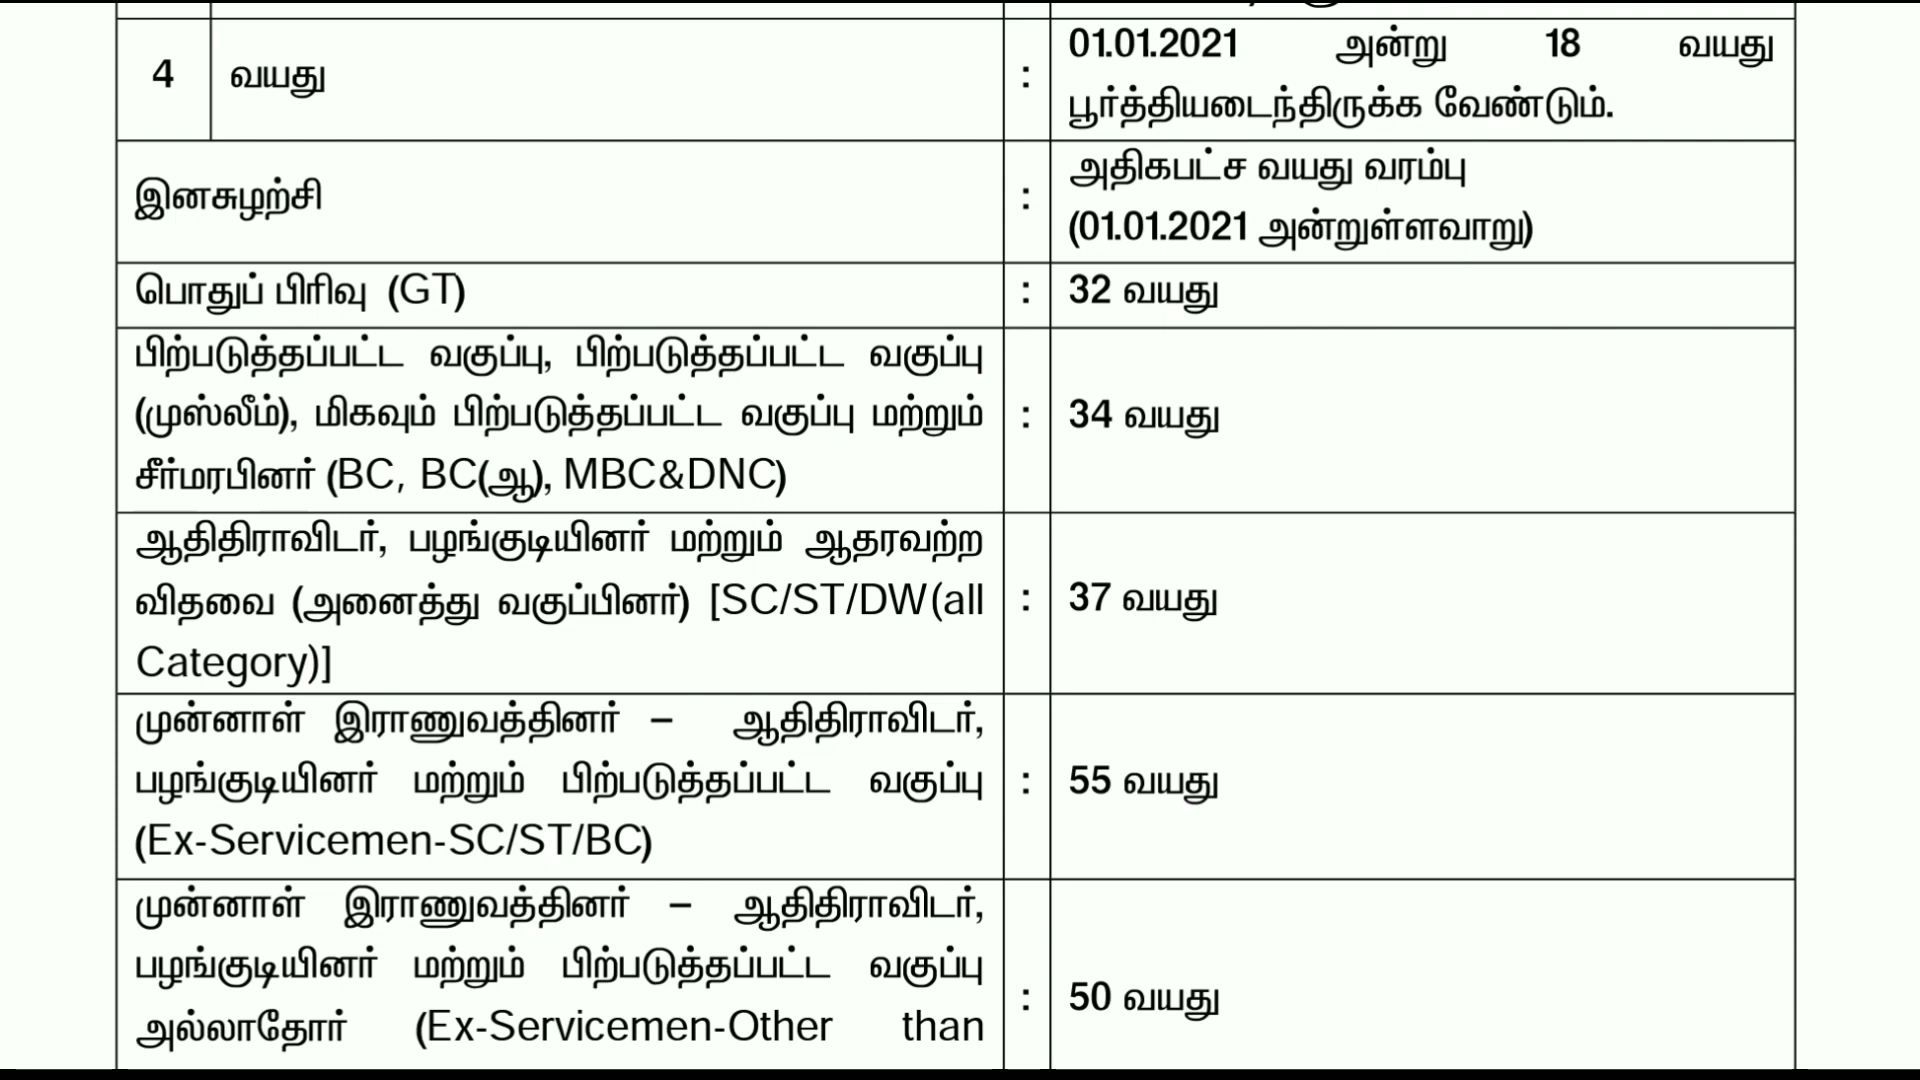 4 வயது : 01.01.2021 அன்று 18 வயது
பூர்த்தியடைந்திருக்க வேண்டும்.
இனசுழற்சி : அதிகபட்ச வயது வரம்பு
(01.01.2021 அன்றுள்ளவாறு)
பொதுப் பிரிவு (GT) : 32 வயது
பிற்படுத்தப்பட்ட வகுப்பு, பிற்படுத்தப்பட்ட வகுப்பு
(முஸ்லீம்), மிகவும் பிற்படுத்தப்பட்ட வகுப்பு மற்றும் : 34 வயது
சீர்மரபினர் (BC, BC(ஆ), MBC&DNC)
ஆதிதிராவிடர், பழங்குடியினர் மற்றும் ஆதரவற்ற
விதவை (அனைத்து வகுப்பினர்) [SC/ST/DW(all : 37 வயது
Category)]
முன்னாள் இராணுவத்தினர் – ஆதிதிராவிடர்,
பழங்குடியினர் மற்றும் பிற்படுத்தப்பட்ட வகுப்பு : 55 வயது
(Ex-Servicemen-SC/ST/BC)
முன்னாள் இராணுவத்தினர் – ஆதிதிராவிடர்,
பழங்குடியினர் மற்றும் பிற்படுத்தப்பட்ட வகுப்பு : 50 வயது
அல்லாதோர் (Ex-Servicemen-Other than